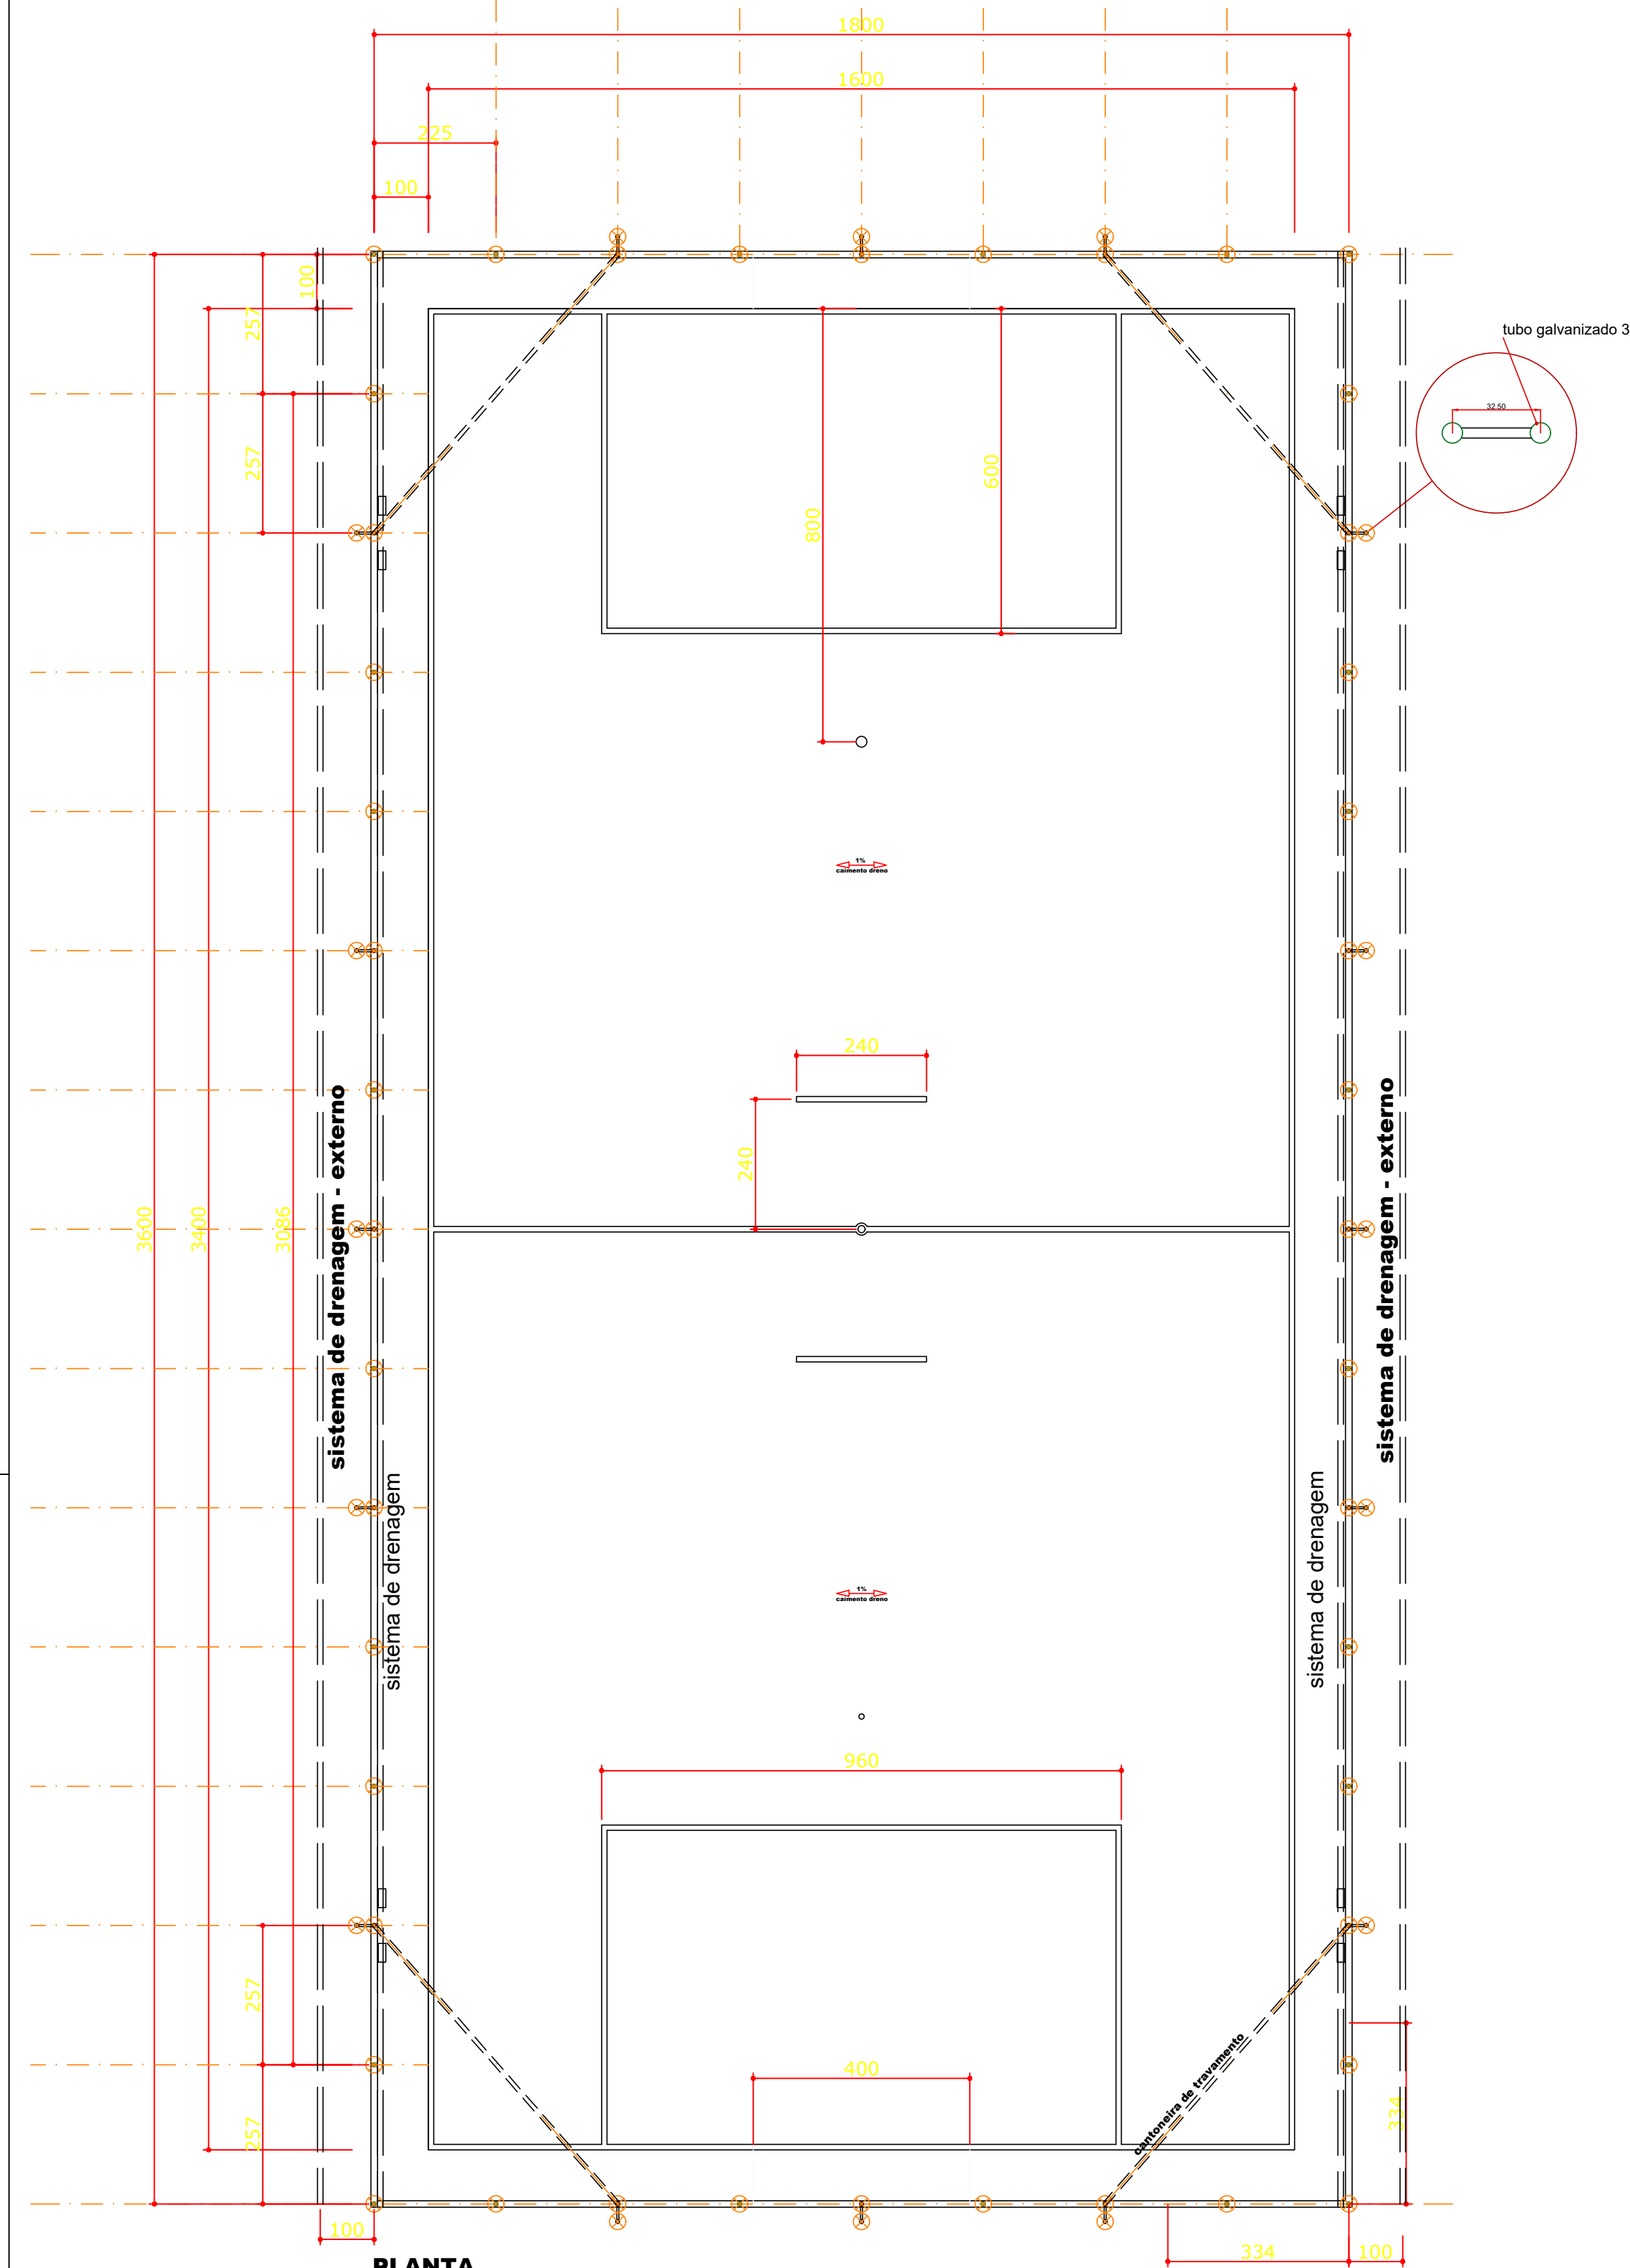 1800
1600
225
100
100
257
tubo galvanizado 3
32.50
257
600
800
1%
caimento dreno
240
240
sistema de drenagem - externo
sistema de drenagem - externo
3600
3400
3086
sistema de drenagem
sistema de drenagem
1%
caimento dreno
960
257
cantoneira de travamento
400
334
257
100
334
100
PLANTA